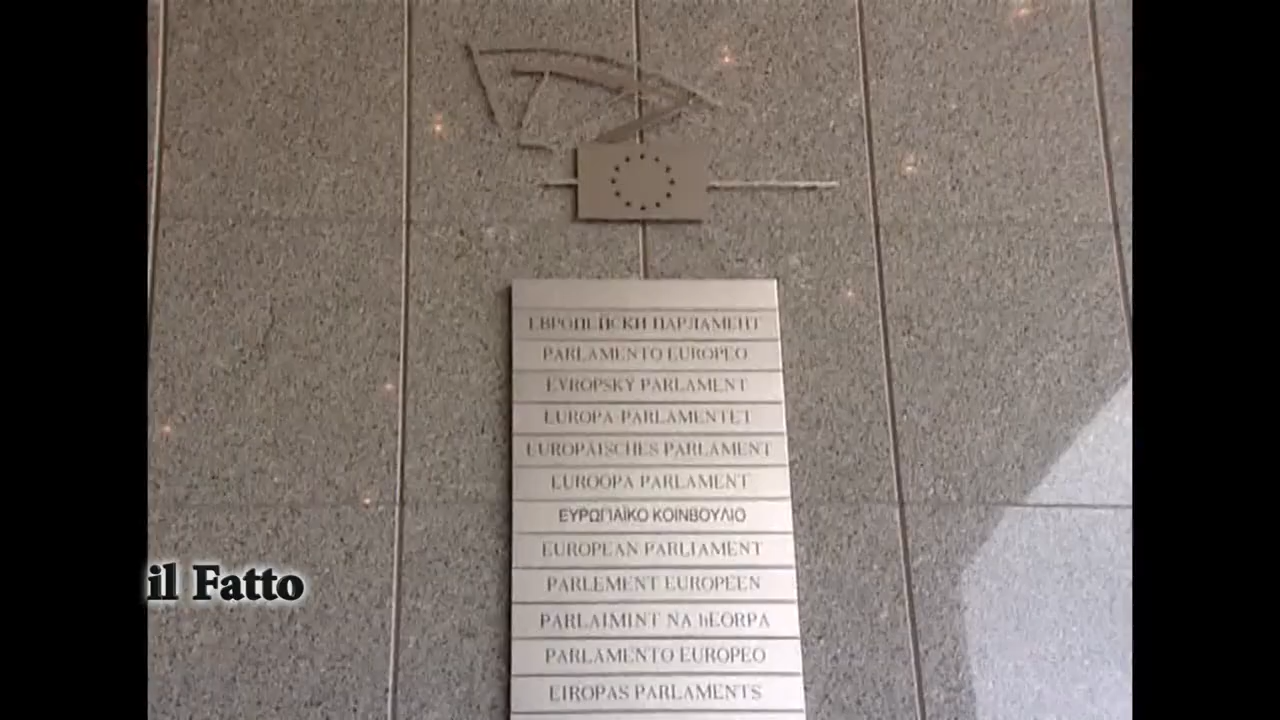 ЕВРОПЕЙСКИ ПАРЛАМЕНТ
PARLAMENTO EUROPEO
EVROPSKÝ PARLAMENT
EUROPA-PARLAMENTET
EUROPÄISCHES PARLAMENT
EUROOPA PARLAMENT
ΕΥΡΩΠΑΪΚΟ ΚΟΙΝΒΟΥΛΙΟ
EUROPEAN PARLIAMENT
PARLEMENT EUROPÉEN
PARLAIMINT NA hEORPA
PARLAMENTO EUROPEO
EIROPAS PARLAMENTS
il Fatto